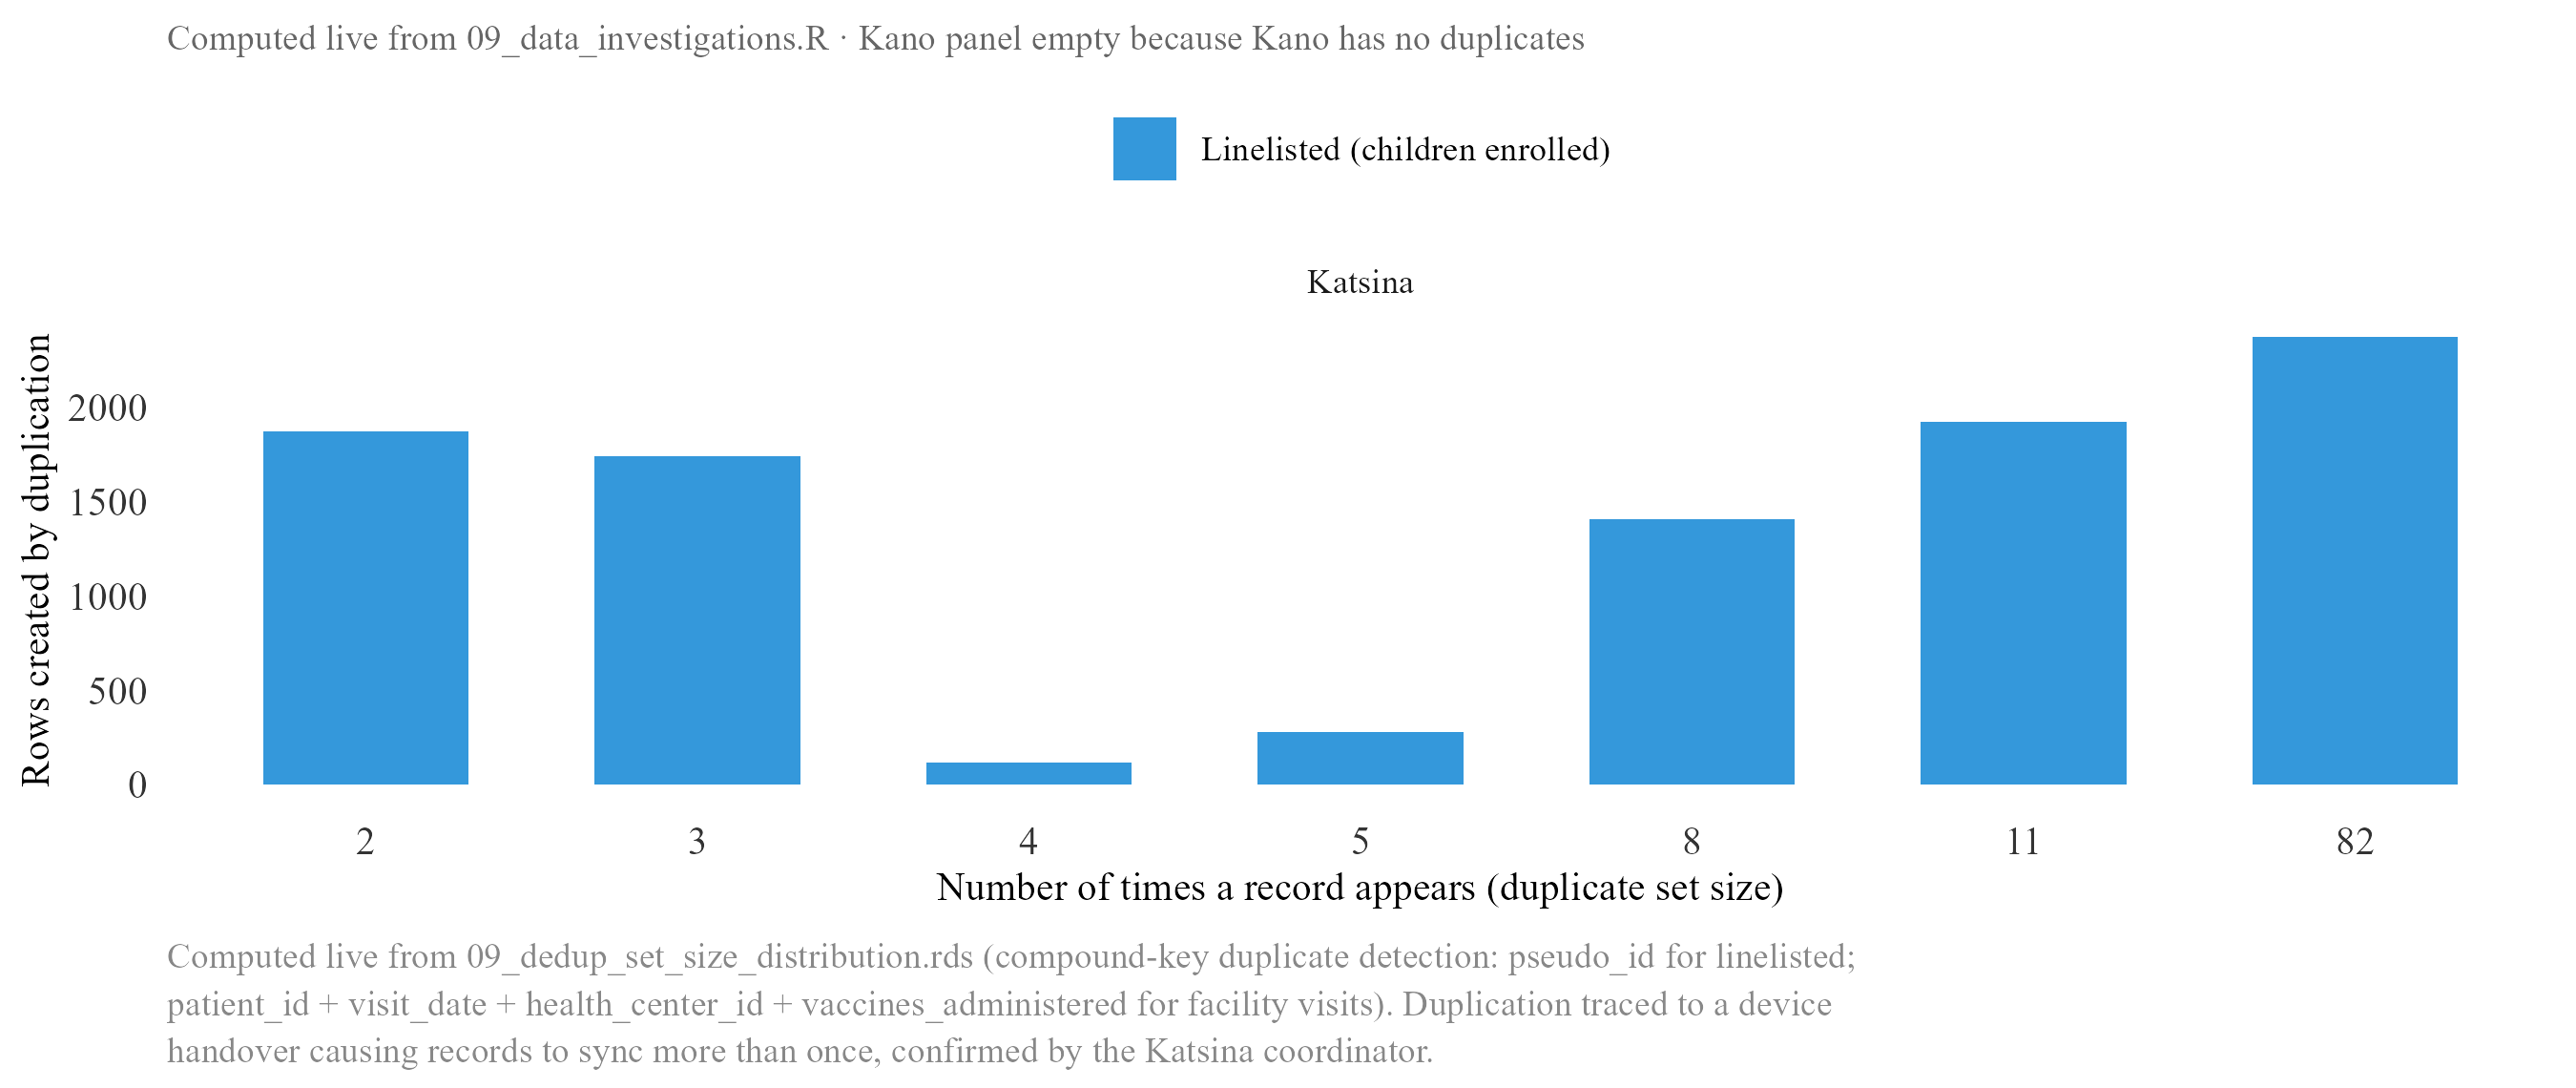 Computed live from 09_data_investigations.R · Kano panel empty because Kano has no duplicates
Linelisted (children enrolled)
Katsina
Rows created by duplication
2000
1500
1000
500
0
2 3 4 5 8 11 82
Number of times a record appears (duplicate set size)
Computed live from 09_dedup_set_size_distribution.rds (compound-key duplicate detection: pseudo_id for linelisted;
patient_id + visit_date + health_center_id + vaccines_administered for facility visits). Duplication traced to a device
handover causing records to sync more than once, confirmed by the Katsina coordinator.